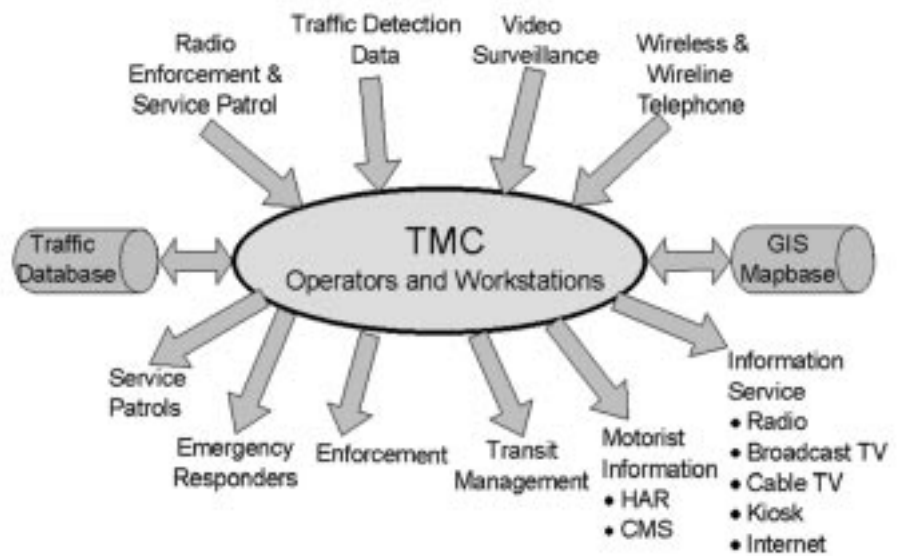 Radio
Enforcement &
Service Patrol
Traffic Detection
Data
Video
Surveillance
Wireless &
Wireline
Telephone
Traffic
Database
TMC
Operators and Workstations
GIS
Mapbase
Service
Patrols
Emergency
Responders
Enforcement
Transit
Management
Motorist
Information
• HAR
• CMS
Information
Service
• Radio
• Broadcast TV
• Cable TV
• Kiosk
• Internet